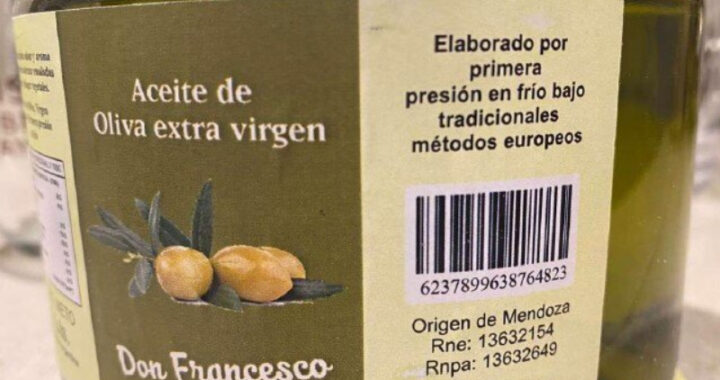 Aceite de
Oliva extra virgen
Don Francesco
Elaborado por
primera
presión en frío bajo
tradicionales
métodos europeos
6237899638764823
Origen de Mendoza
Rne: 13632154
Rnpa: 13632649